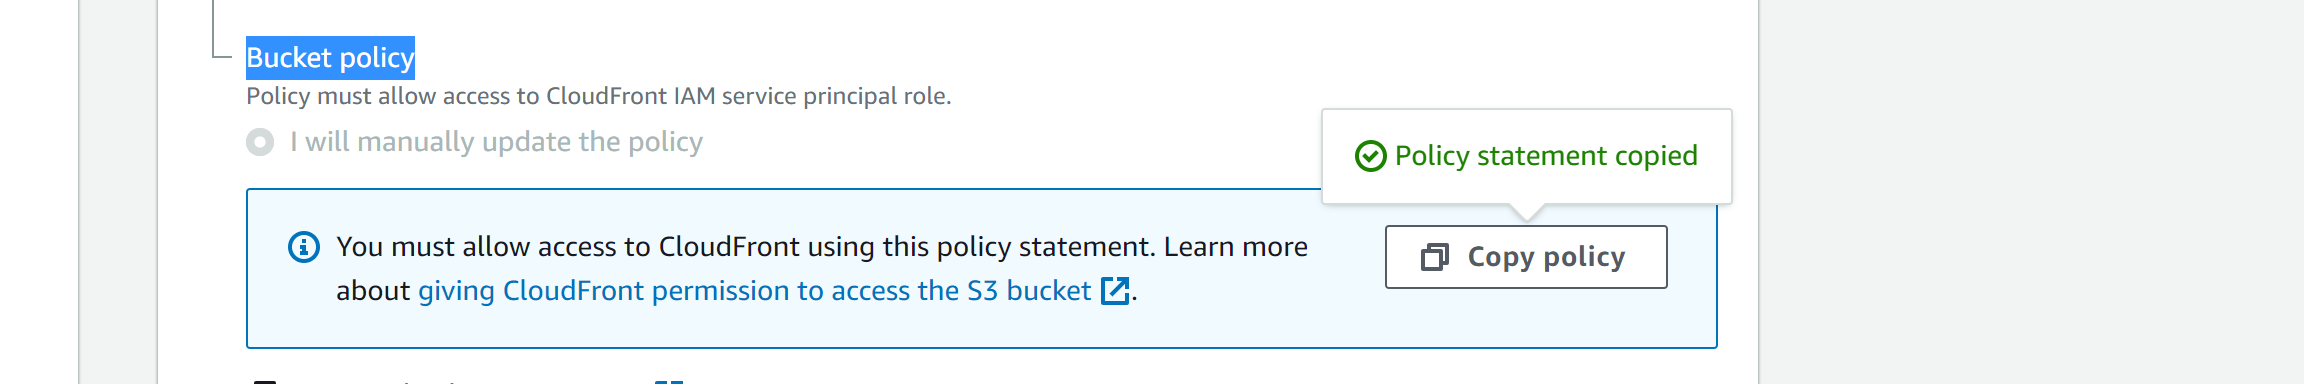 Bucket policy
Policy must allow access to CloudFront IAM service principal role.
I will manually update the policy
Policy statement copied
You must allow access to CloudFront using this policy statement. Learn more
about giving CloudFront permission to access the S3 bucket.
Copy policy